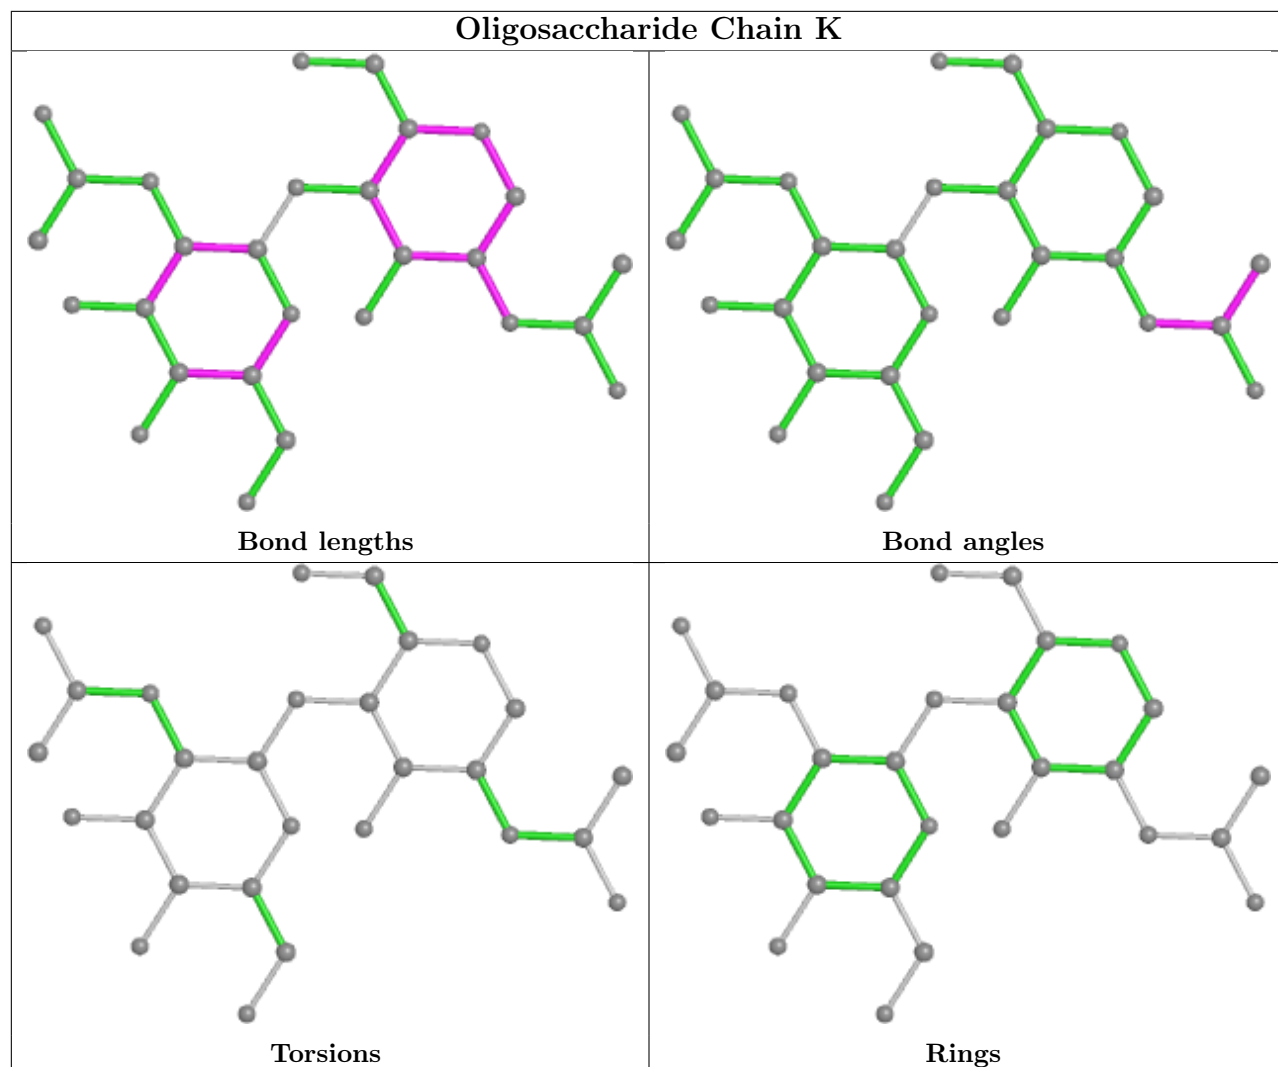 Oligosaccharide Chain K
Bond lengths
Bond angles
Torsions
Rings